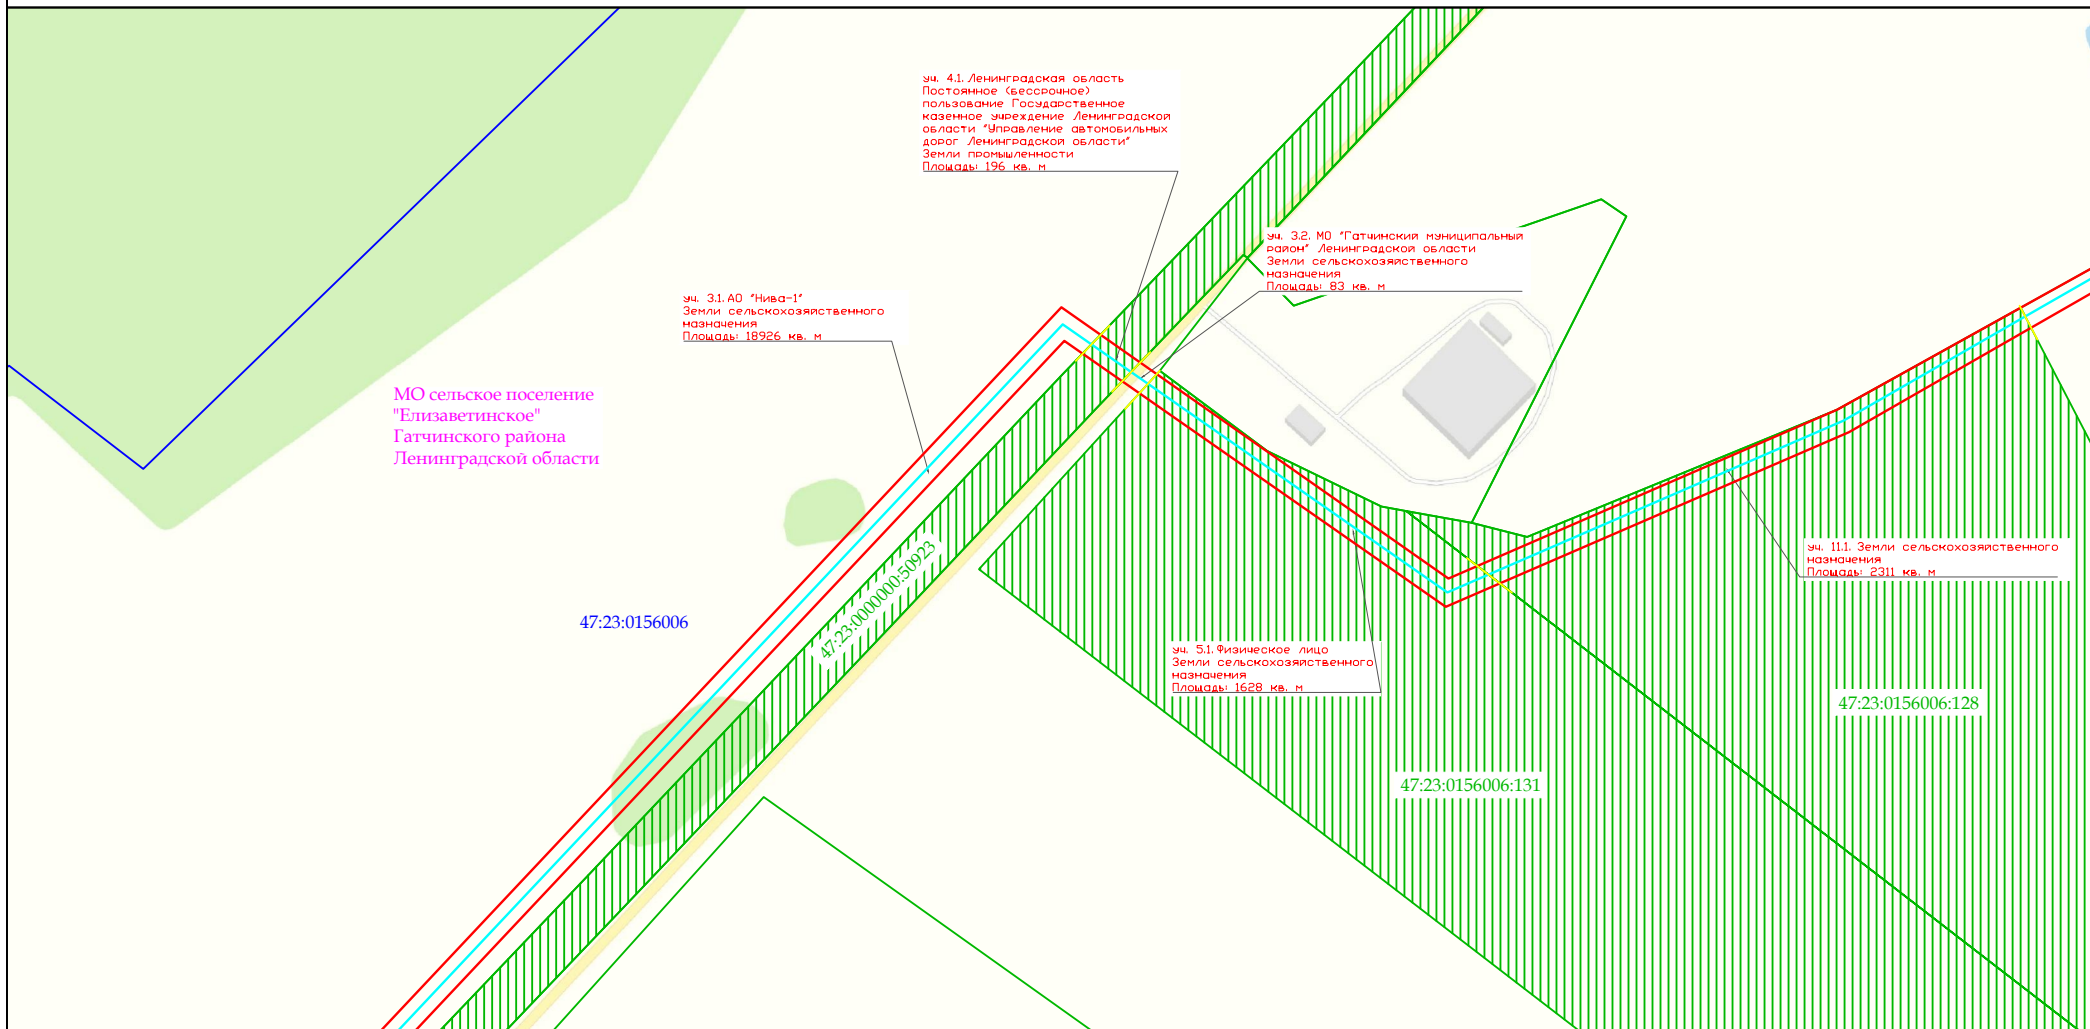 уч. 4.1. Ленинградская область
Постоянное (бессрочное)
пользование Государственное
казенное учреждение Ленинградской
области "Управление автомобильных
дорог Ленинградской области"
Земли промышленности
Площадь: 196 кв. м
уч. 3.2. МО "Гатчинский муниципальный
район" Ленинградской области
Земли сельскохозяйственного
назначения
Площадь: 83 кв. м
уч. 3.1. АО "Нива-1"
Земли сельскохозяйственного
назначения
Площадь: 18926 кв. м
МО сельское поселение
"Елизаветинское"
Гатчинского района
Ленинградской области
47:23:0000000:50923
47:23:0156006
уч. 11.1. Земли сельскохозяйственного
назначения
Площадь: 2311 кв. м
уч. 5.1. Физическое лицо
Земли сельскохозяйственного
назначения
Площадь: 1628 кв. м
47:23:0156006:128
47:23:0156006:131